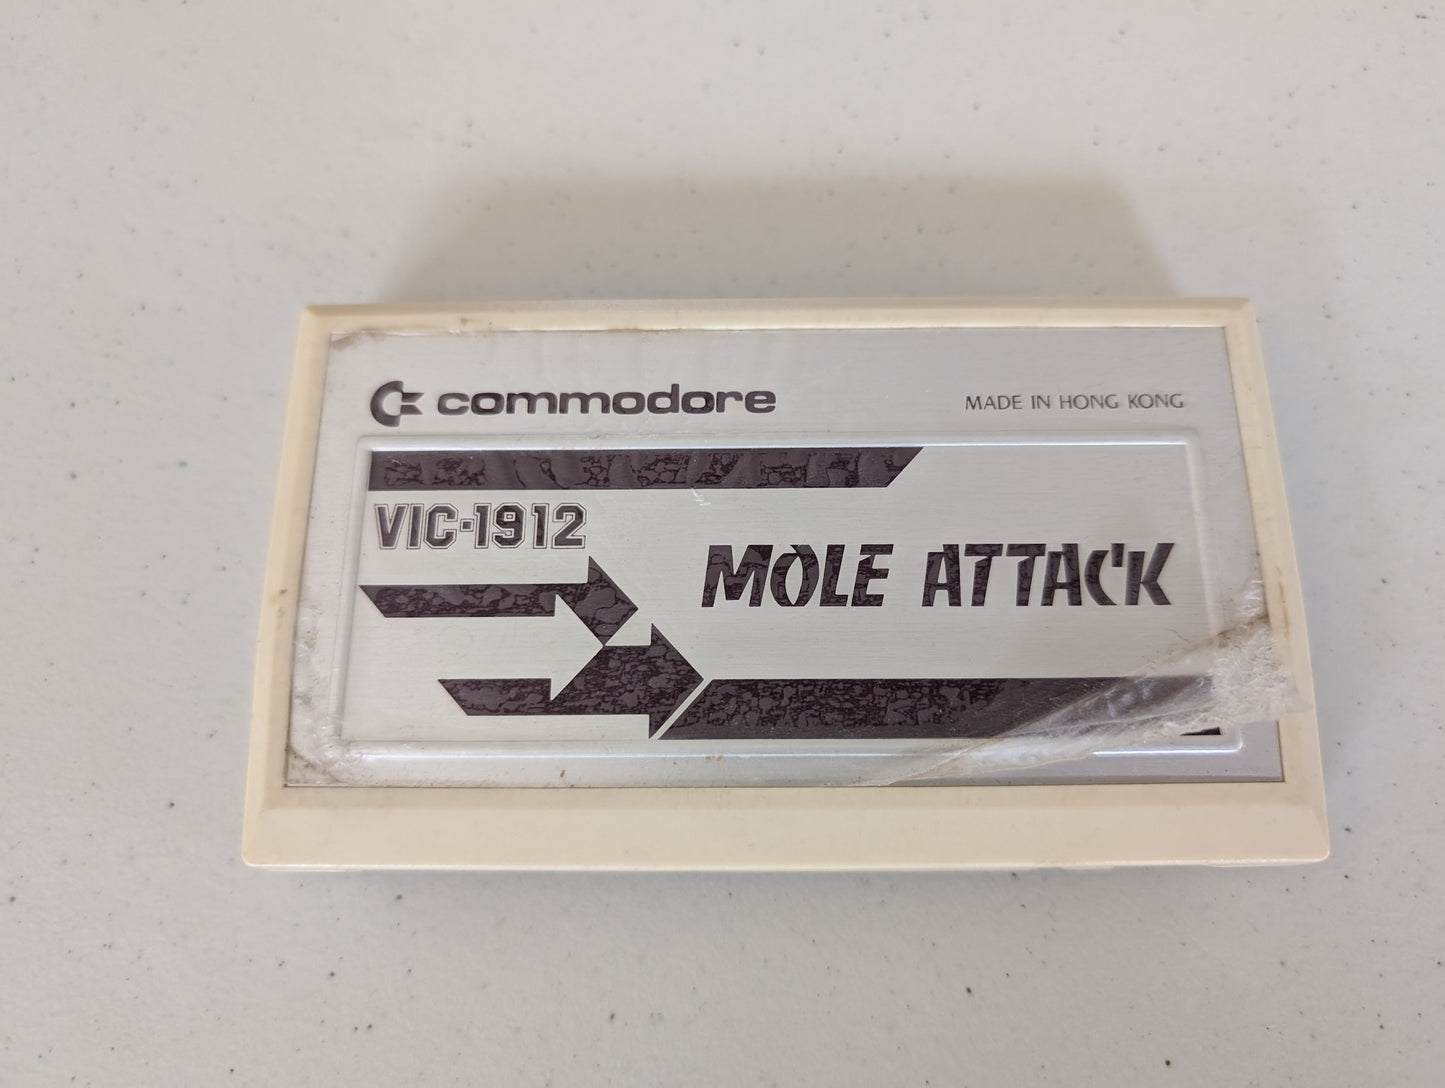 commodore
MADE IN HONG KONG
VIC-1912
MOLE ATTACK